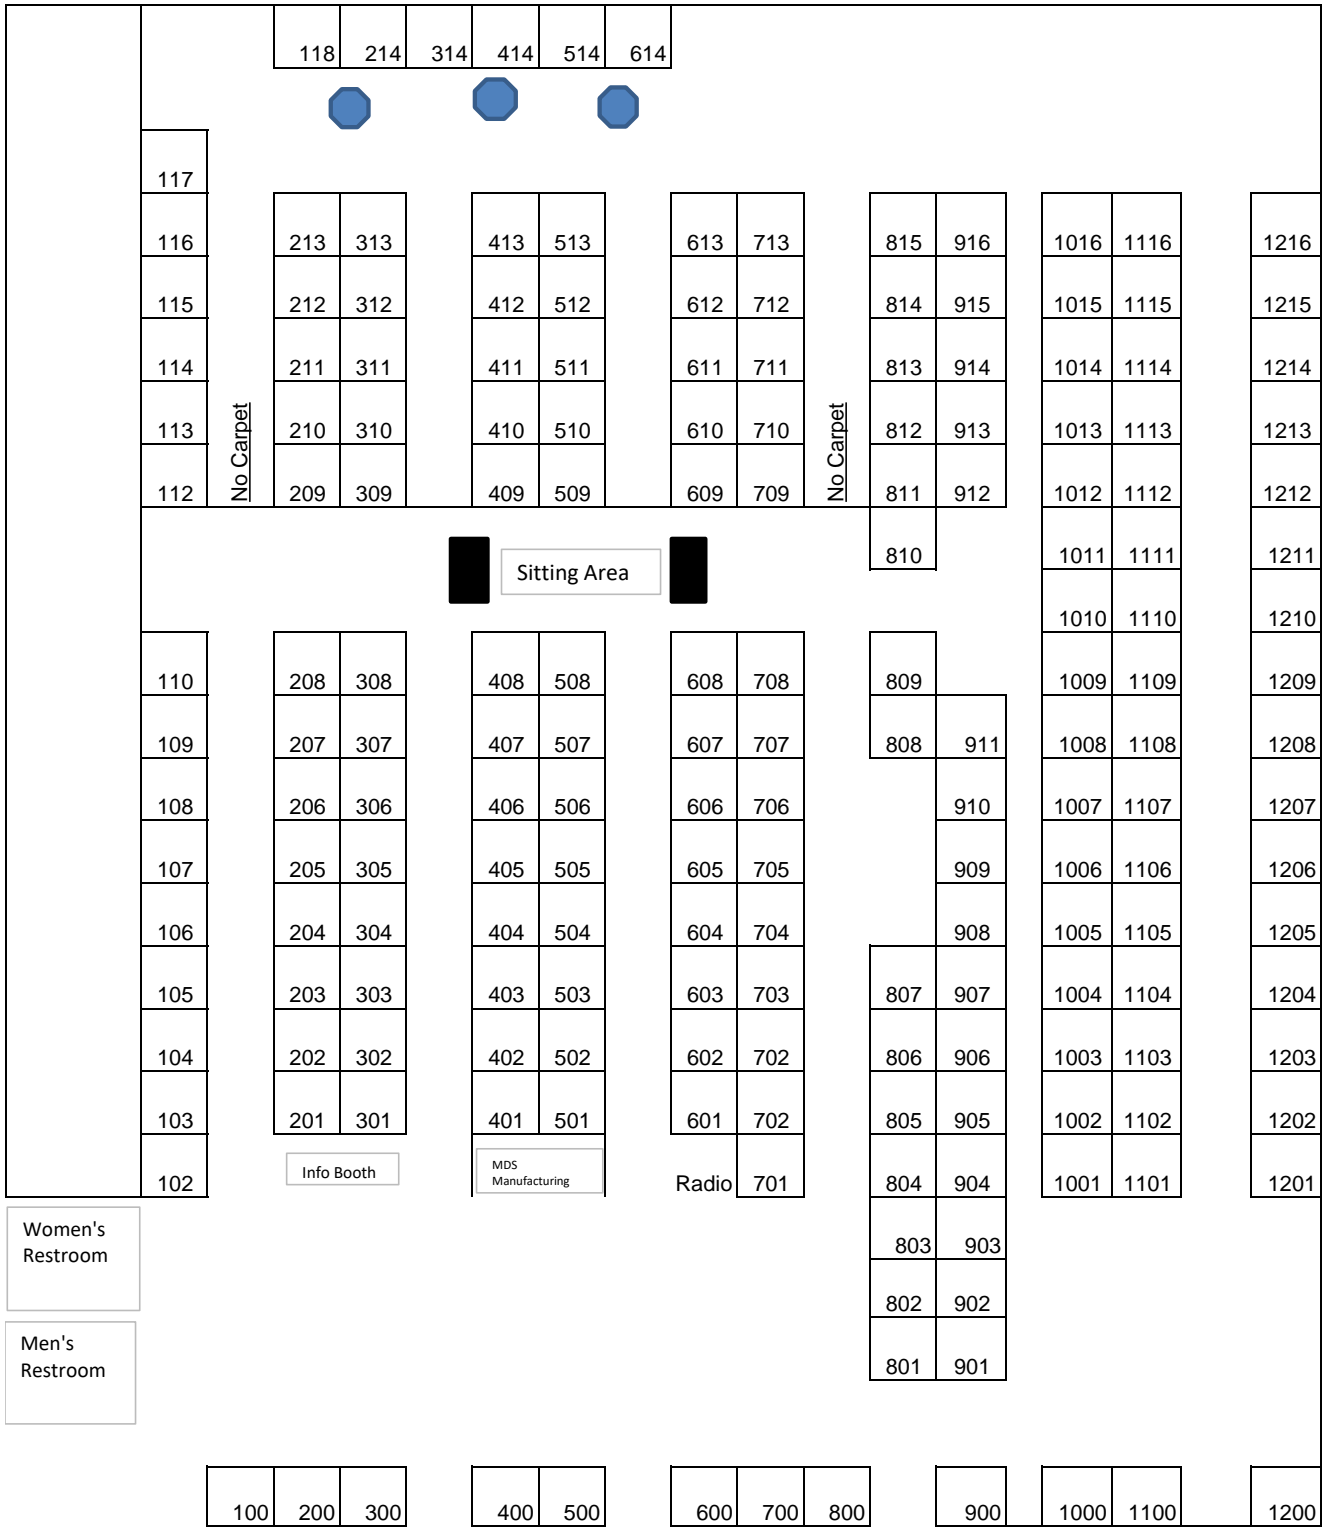 118 214 314 414 514 614
117
116 213 313 413 513 613 713 815 916 1016 1116 1216
115 212 312 412 512 612 712 814 915 1015 1115 1215
114 211 311 411 511 611 711 813 914 1014 1114 1214
113 No Carpet 210 310 410 510 610 710 No Carpet 812 913 1013 1113 1213
112 209 309 409 509 609 709 811 912 1012 1112 1212
810 1011 1111 1211
Sitting Area
1010 1110 1210
110 208 308 408 508 608 708 809 1009 1109 1209
109 207 307 407 507 607 707 808 911 1008 1108 1208
108 206 306 406 506 606 706 910 1007 1107 1207
107 205 305 405 505 605 705 909 1006 1106 1206
106 204 304 404 504 604 704 908 1005 1105 1205
105 203 303 403 503 603 703 807 907 1004 1104 1204
104 202 302 402 502 602 702 806 906 1003 1103 1203
103 201 301 401 501 601 702 805 905 1002 1102 1202
MDS
Manufacturing
Info Booth
102 Radio 701 804 904 1001 1101 1201
Women's
Restroom
803 903
802 902
Men's
Restroom
801 901
100 200 300 400 500 600 700 800 900 1000 1100 1200